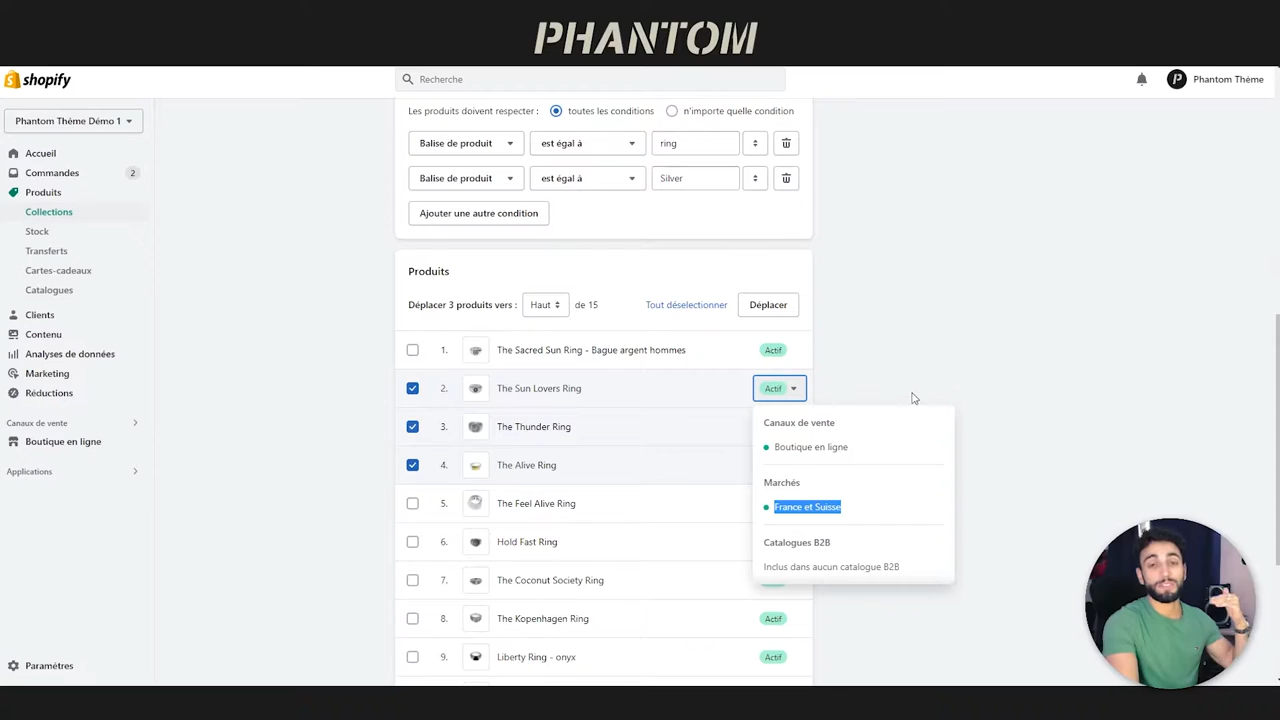 PHANTOM
shopify
Recherche
Phantom Thème
Phantom Thème Démo 1
Accueil
Commandes
2
Produits
Collections
Stock
Transferts
Cartes-cadeaux
Catalogues
Clients
Contenu
Analyses de données
Marketing
Réductions
Canaux de vente
Boutique en ligne
Applications
Paramètres
Les produits doivent respecter : toutes les conditions n'importe quelle condition
Balise de produit est égal à ring
Balise de produit est égal à Silver
Ajouter une autre condition
Produits
Déplacer 3 produits vers : Haut de 15 Tout déselectionner Déplacer
1. The Sacred Sun Ring - Bague argent hommes Actif
2. The Sun Lovers Ring Actif
3. The Thunder Ring
4. The Alive Ring
5. The Feel Alive Ring
6. Hold Fast Ring
7. The Coconut Society Ring
8. The Kopenhagen Ring Actif
9. Liberty Ring - onyx Actif
Canaux de vente
Boutique en ligne
Marchés
France et Suisse
Catalogues B2B
Inclus dans aucun catalogue B2B